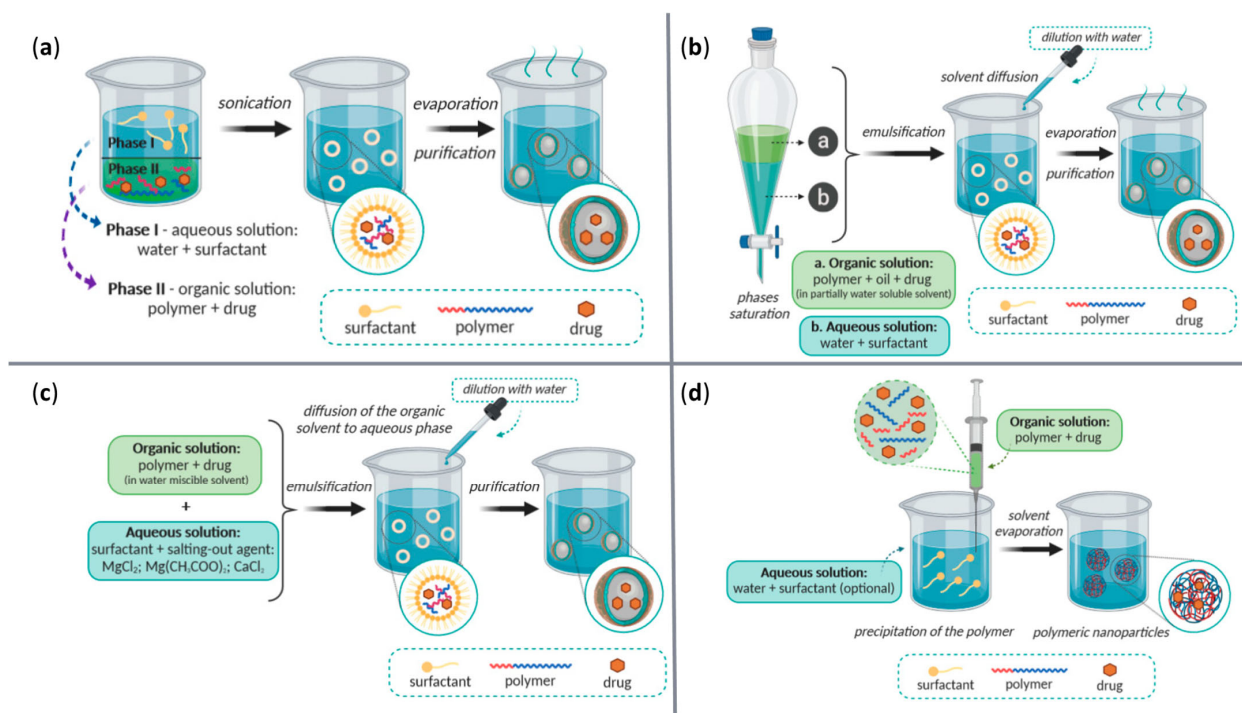 (a)
sonication
evaporation
purification
Phase I
Phase II
Phase I - aqueous solution:
water + surfactant
Phase II - organic solution:
polymer + drug
surfactant
polymer
drug
(b)
dilution with water
solvent diffusion
a
b
emulsification
evaporation
purification
phases
saturation
a. Organic solution:
polymer + oil + drug
(in partially water soluble solvent)
b. Aqueous solution:
water + surfactant
surfactant
polymer
drug
(c)
dilution with water
diffusion of the organic
solvent to aqueous phase
Organic solution:
polymer + drug
(in water miscible solvent)
+
Aqueous solution:
surfactant + salting-out agent:
MgCl₂; Mg(CH₃COO)₂; CaCl₂
emulsification
purification
surfactant
polymer
drug
(d)
Organic solution:
polymer + drug
solvent
evaporation
Aqueous solution:
water + surfactant (optional)
precipitation of the polymer
polymeric nanoparticles
surfactant
polymer
drug